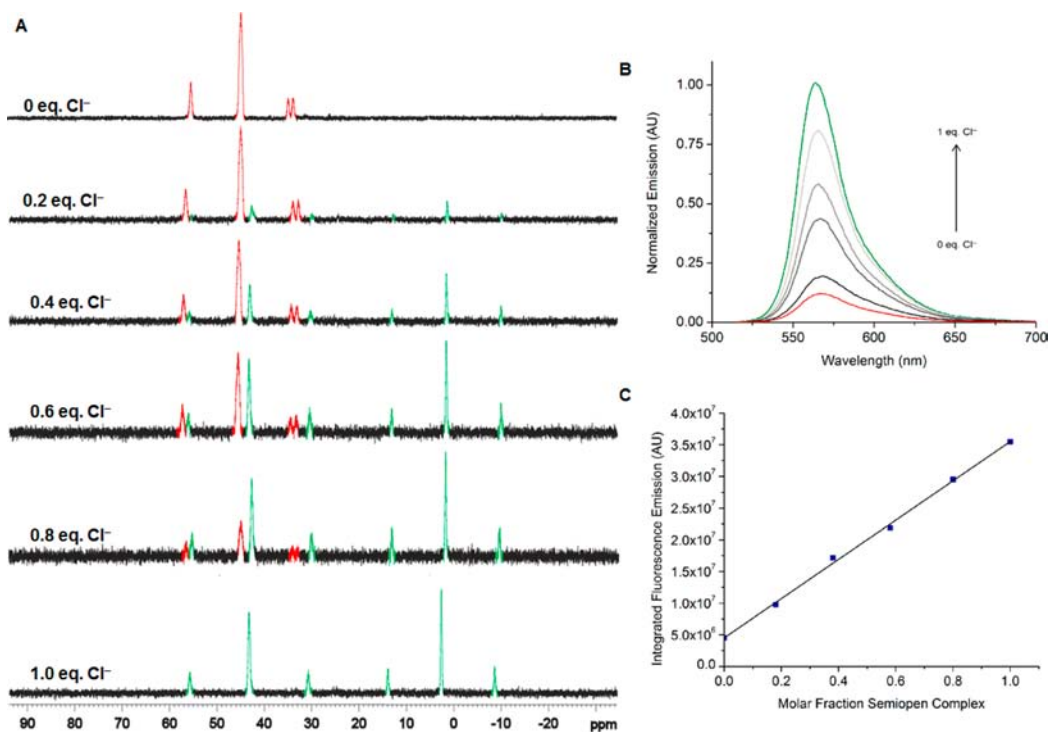 A
0 eq. Cl⁻
0.2 eq. Cl⁻
0.4 eq. Cl⁻
0.6 eq. Cl⁻
0.8 eq. Cl⁻
1.0 eq. Cl⁻
90 80 70 60 50 40 30 20 10 0 -10 -20 ppm
B
Normalized Emission (AU)
1.00
0.75
0.50
0.25
0.00
1 eq. Cl⁻
0 eq. Cl⁻
500 550 600 650 700
Wavelength (nm)
C
Integrated Fluorescence Emission (AU)
4.0x10⁷
3.5x10⁷
3.0x10⁷
2.5x10⁷
2.0x10⁷
1.5x10⁷
1.0x10⁷
5.0x10⁶
0.0
0.0 0.2 0.4 0.6 0.8 1.0
Molar Fraction Semiopen Complex